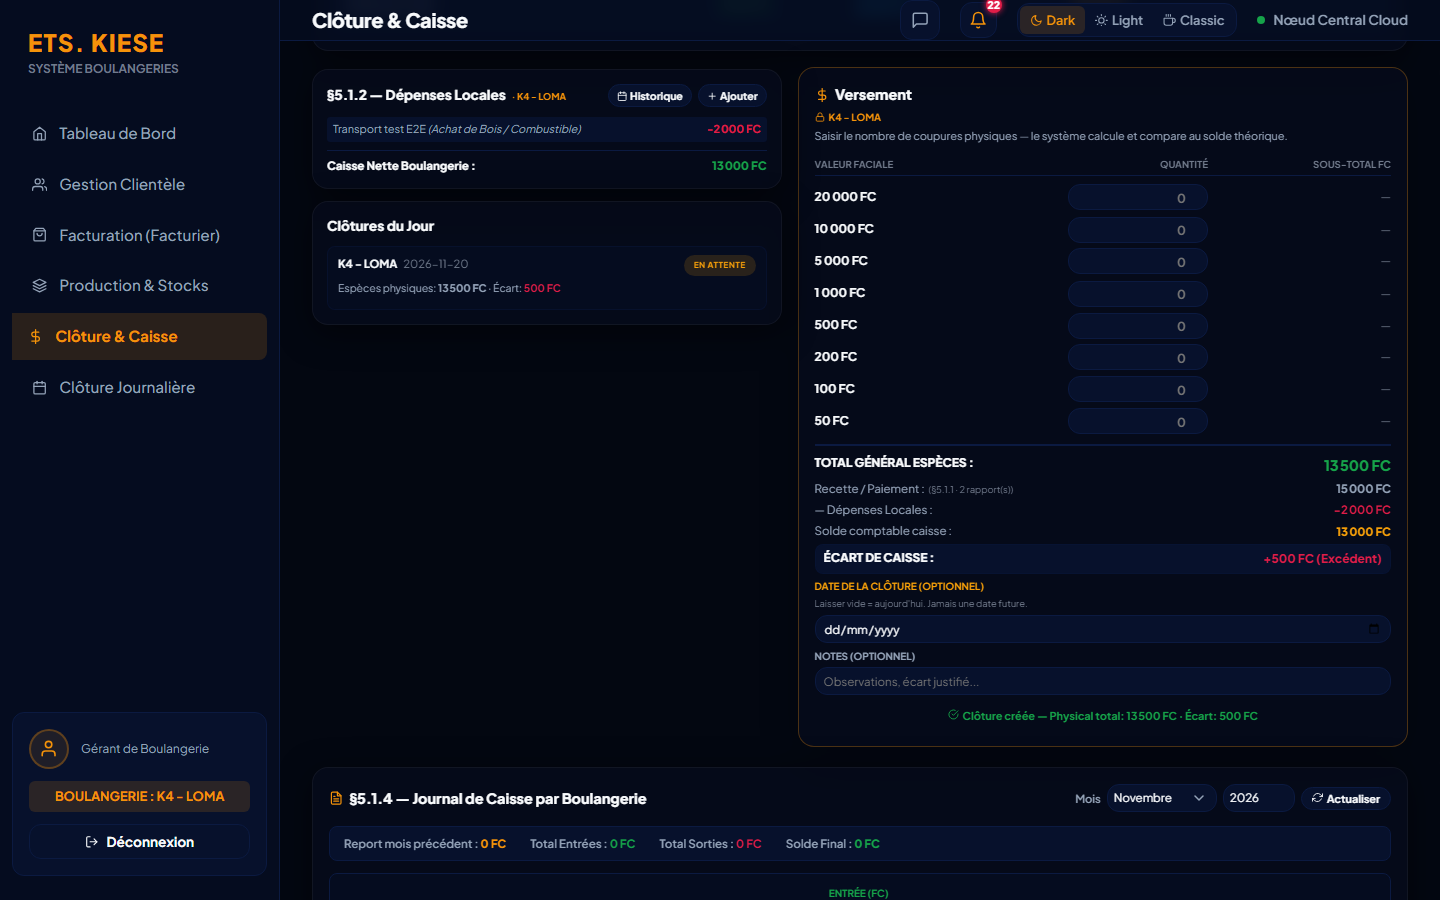 ETS. KIESE
SYSTÈME BOULANGERIES
Tableau de Bord
Gestion Clientèle
Facturation (Facturier)
Production & Stocks
Clôture & Caisse
Clôture Journalière
Gérant de Boulangerie
BOULANGERIE : K4 - LOMA
Déconnexion
Clôture & Caisse
22
Dark
Light
Classic
Nœud Central Cloud
§5.1.2 — Dépenses Locales · K4 - LOMA
Historique
+ Ajouter
Transport test E2E (Achat de Bois / Combustible) -2 000 FC
Caisse Nette Boulangerie : 13 000 FC
Clôtures du Jour
K4 - LOMA 2026-11-20 EN ATTENTE
Espèces physiques: 13 500 FC · Écart: 500 FC
Versement
K4 - LOMA
Saisir le nombre de coupures physiques — le système calcule et compare au solde théorique.
VALEUR FACIALE QUANTITÉ SOUS-TOTAL FC
20 000 FC 0 —
10 000 FC 0 —
5 000 FC 0 —
1 000 FC 0 —
500 FC 0 —
200 FC 0 —
100 FC 0 —
50 FC 0 —
TOTAL GÉNÉRAL ESPÈCES : 13 500 FC
Recette / Paiement : (§5.1.1 · 2 rapport(s)) 15 000 FC
— Dépenses Locales : -2 000 FC
Solde comptable caisse : 13 000 FC
ÉCART DE CAISSE : +500 FC (Excédent)
DATE DE LA CLÔTURE (OPTIONNEL)
Laisser vide = aujourd'hui. Jamais une date future.
dd/mm/yyyy
NOTES (OPTIONNEL)
Observations, écart justifié...
Clôture créée — Physical total: 13 500 FC · Écart: 500 FC
§5.1.4 — Journal de Caisse par Boulangerie
Mois Novembre 2026 Actualiser
Report mois précédent : 0 FC Total Entrées : 0 FC Total Sorties : 0 FC Solde Final : 0 FC
ENTRÉE (FC)